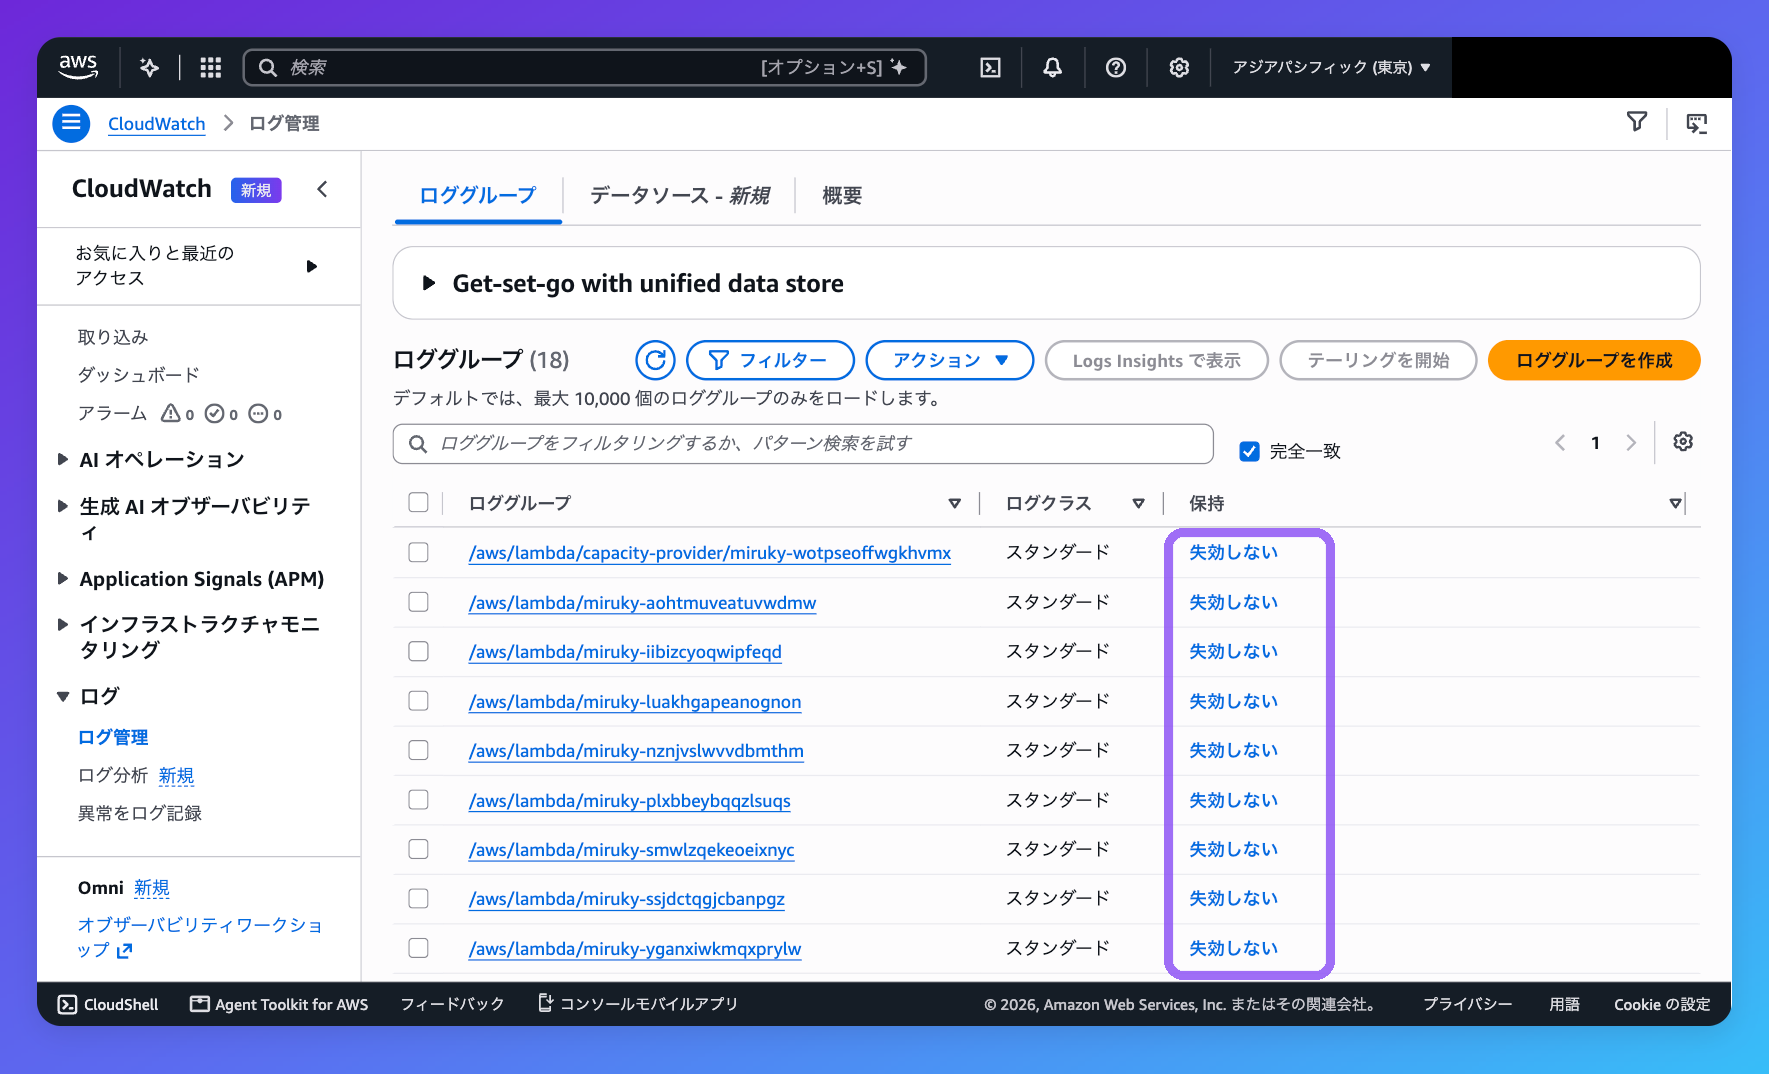 aws
検索
[オプション+S]
アジアパシフィック (東京) ▼
CloudWatch
ログ管理
CloudWatch
新規
お気に入りと最近の
アクセス
取り込み
ダッシュボード
アラーム 0 0 0
AI オペレーション
生成 AI オブザーバビリテ
ィ
Application Signals (APM)
インフラストラクチャモニ
タリング
ログ
ログ管理
ログ分析 新規
異常をログ記録
Omni 新規
オブザーバビリティワークショ
ップ
ロググループ
データソース - 新規
概要
Get-set-go with unified data store
ロググループ (18)
フィルター
アクション
Logs Insights で表示
テーリングを開始
ロググループを作成
デフォルトでは、最大 10,000 個のロググループのみをロードします。
ロググループをフィルタリングするか、パターン検索を試す
完全一致
1
ロググループ
ログクラス
保持
/aws/lambda/capacity-provider/miruky-wotpseoffwgkhvmx スタンダード 失効しない
/aws/lambda/miruky-aohtmuveatuvwdmw スタンダード 失効しない
/aws/lambda/miruky-iibizcyoqwipfeqd スタンダード 失効しない
/aws/lambda/miruky-luakhgapeanognon スタンダード 失効しない
/aws/lambda/miruky-nznjvslwvvdbmthm スタンダード 失効しない
/aws/lambda/miruky-plxbbeybqqzlsuqs スタンダード 失効しない
/aws/lambda/miruky-smwlzqekeoeixnyc スタンダード 失効しない
/aws/lambda/miruky-ssjdctqgjcbanpgz スタンダード 失効しない
/aws/lambda/miruky-yganxiwkmqxprylw スタンダード 失効しない
CloudShell
Agent Toolkit for AWS
フィードバック
コンソールモバイルアプリ
© 2026, Amazon Web Services, Inc. またはその関連会社。
プライバシー
用語
Cookie の設定